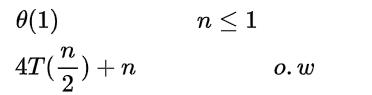 θ(1) n ≤ 1
4T(n/2) + n o. w